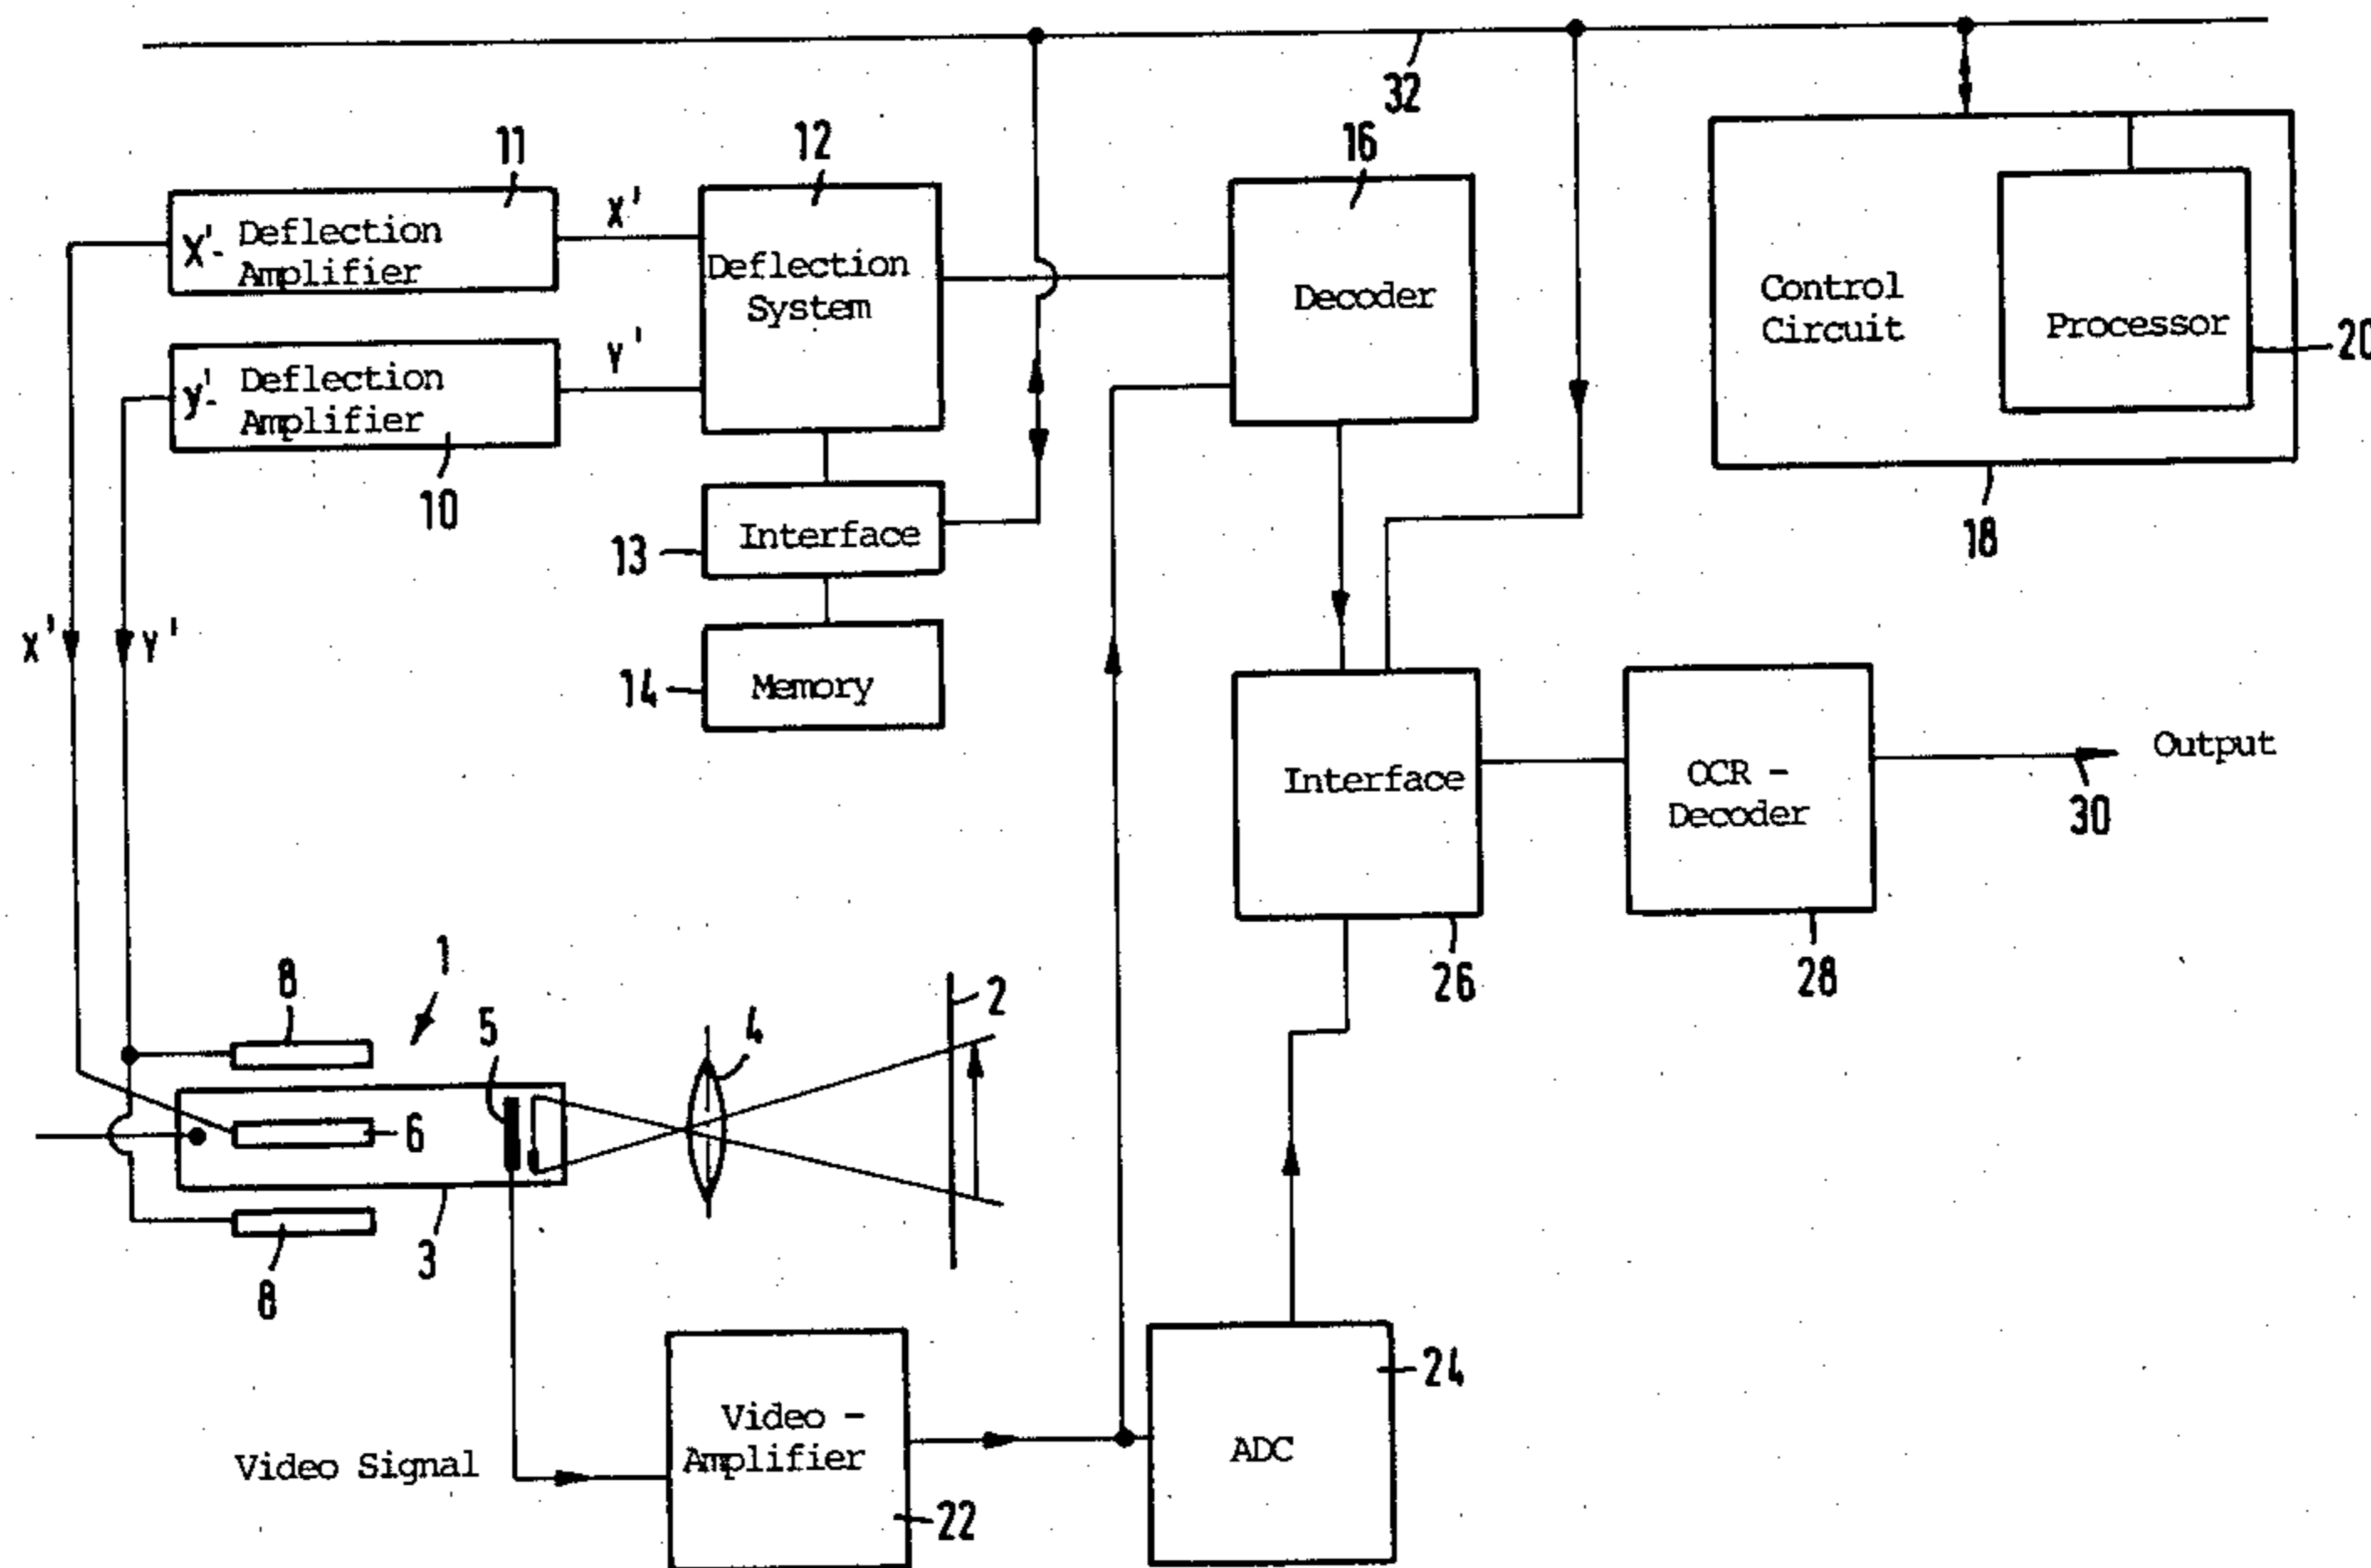 32
11
12
16
X'- Deflection
Amplifier
X'
Deflection
System
Decoder
Control
Circuit
Processor
20
y'- Deflection
Amplifier
Y'
10
13
Interface
18
X'
Y'
14
Memory
Interface
OCR -
Decoder
Output
30
26
28
8
1
5
4
2
6
3
8
Video Signal
Video -
Amplifier
22
ADC
24